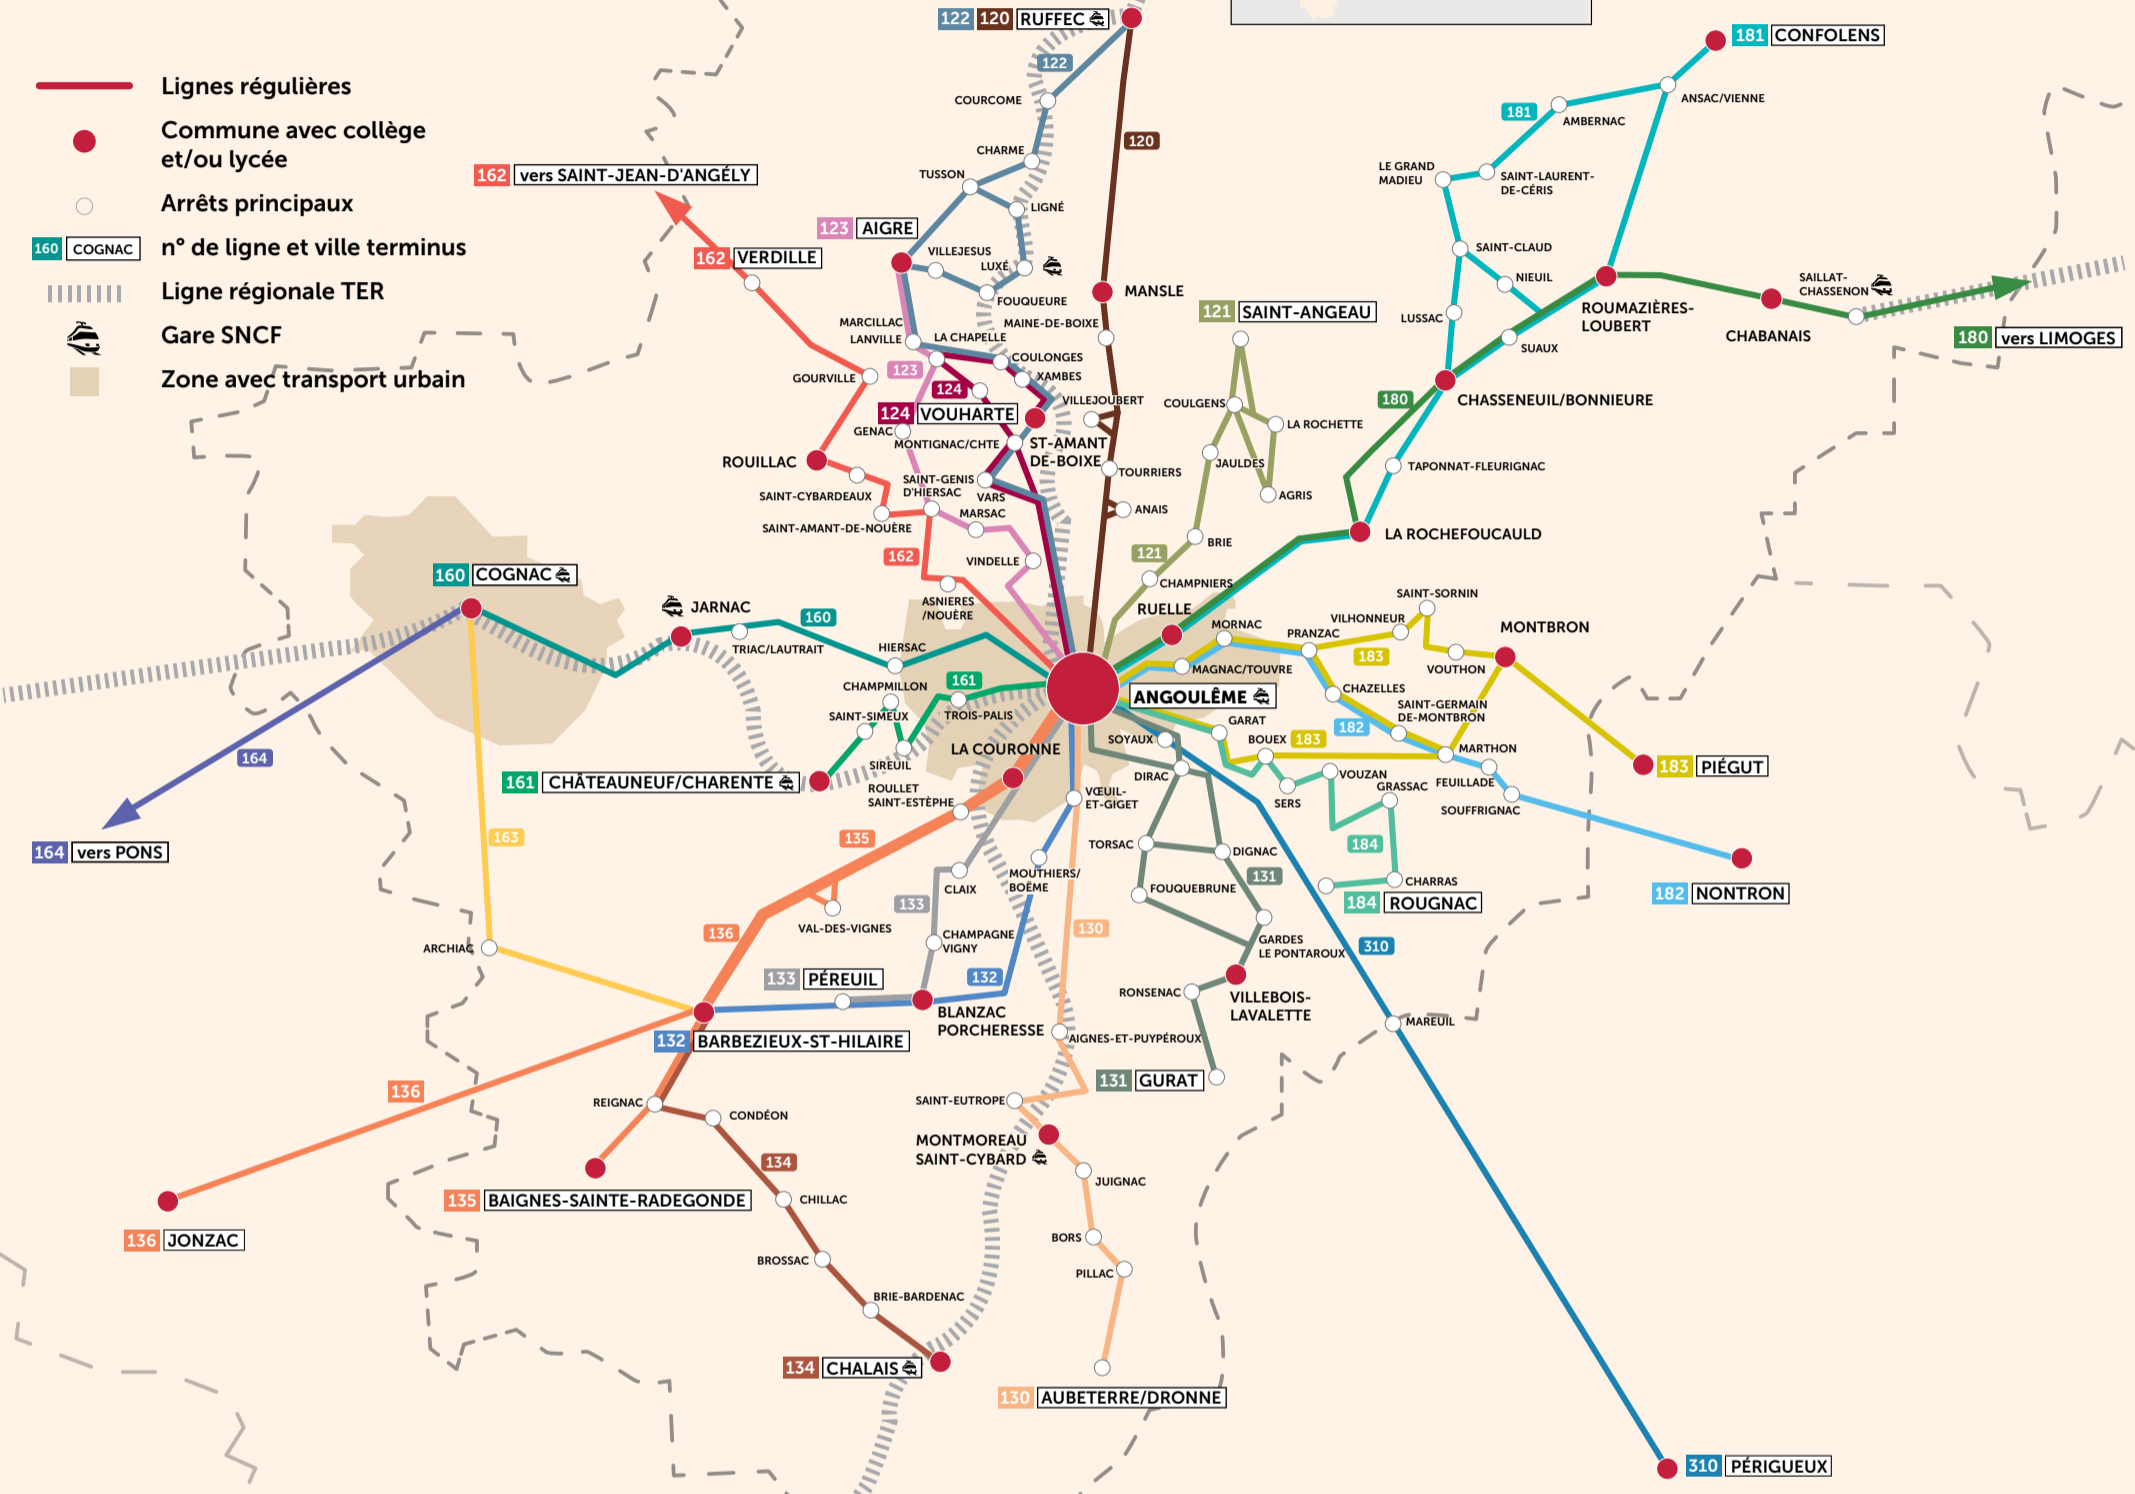 Lignes régulières
Commune avec collège
et/ou lycée
Arrêts principaux
160 COGNAC
n° de ligne et ville terminus
Ligne régionale TER
Gare SNCF
Zone avec transport urbain
122 120 RUFFEC
122
COURCOME
CHARME
TUSSON
LIGNÉ
120
162 vers SAINT-JEAN-D'ANGÉLY
123 AIGRE
VILLEJESUS
LUXÉ
FOUQUEURE
162 VERDILLE
MANSLE
MAINE-DE-BOIXE
MARCILLAC
LANVILLE
LA CHAPELLE
COULONGES
XAMBES
123
124
GOURVILLE
124 VOUHARTE
VILLEJOUBERT
GENAC
MONTIGNAC/CHTE
ST-AMANT
DE-BOIXE
ROUILLAC
TOURRIERS
SAINT-CYBARDEAUX
SAINT-GENIS
D'HIERSAC
VARS
MARSAC
ANAIS
SAINT-AMANT-DE-NOUÈRE
162
VINDELLE
ASNIERES
/NOUÈRE
181 CONFOLENS
ANSAC/VIENNE
181
AMBERNAC
LE GRAND
MADIEU
SAINT-LAURENT-
DE-CÉRIS
SAINT-CLAUD
NIEUIL
LUSSAC
SUAUX
ROUMAZIÈRES-
LOUBERT
SAILLAT-
CHASSENON
CHABANAIS
180 vers LIMOGES
121 SAINT-ANGEAU
180
CHASSENEUIL/BONNIEURE
COULGENS
LA ROCHETTE
JAULDES
AGRIS
TAPONNAT-FLEURIGNAC
BRIE
121
CHAMPNIERS
LA ROCHEFOUCAULD
160 COGNAC
JARNAC
TRIAC/LAUTRAIT
160
HIERSAC
CHAMPMILLON
161
SAINT-SIMEUX
TROIS-PALIS
SIREUIL
161 CHÂTEAUNEUF/CHARENTE
LA COURONNE
ROULLET
SAINT-ESTÈPHE
RUELLE
MORNAC
MAGNAC/TOUVRE
ANGOULÊME
PRANZAC
VILHONNEUR
SAINT-SORNIN
183
VOUTHON
MONTBRON
CHAZELLES
182
SAINT-GERMAIN
DE-MONTBRON
GARAT
BOUEX
183
MARTHON
FEUILLADE
SOUFFRIGNAC
183 PIÉGUT
182 NONTRON
SOYAUX
DIRAC
SERS
VOUZAN
GRASSAC
184
CHARRAS
184 ROUGNAC
VŒUIL-
ET-GIGET
TORSAC
DIGNAC
131
FOUQUEBRUNE
GARDES
LE PONTAROUX
310
RONSENAC
VILLEBOIS-
LAVALETTE
MAREUIL
131 GURAT
164
164 vers PONS
163
ARCHIAC
135
136
VAL-DES-VIGNES
CLAIX
MOUTHIERS/
BOËME
133
CHAMPAGNE
VIGNY
130
132
133 PÉREUIL
BLANZAC
PORCHERESSE
132 BARBEZIEUX-ST-HILAIRE
AIGNES-ET-PUYPÉROUX
136
REIGNAC
CONDÉON
SAINT-EUTROPE
MONTMOREAU
SAINT-CYBARD
134
JUIGNAC
135 BAIGNES-SAINTE-RADEGONDE
CHILLAC
136 JONZAC
BROSSAC
BORS
PILLAC
BRIE-BARDENAC
134 CHALAIS
130 AUBETERRE/DRONNE
310 PÉRIGUEUX